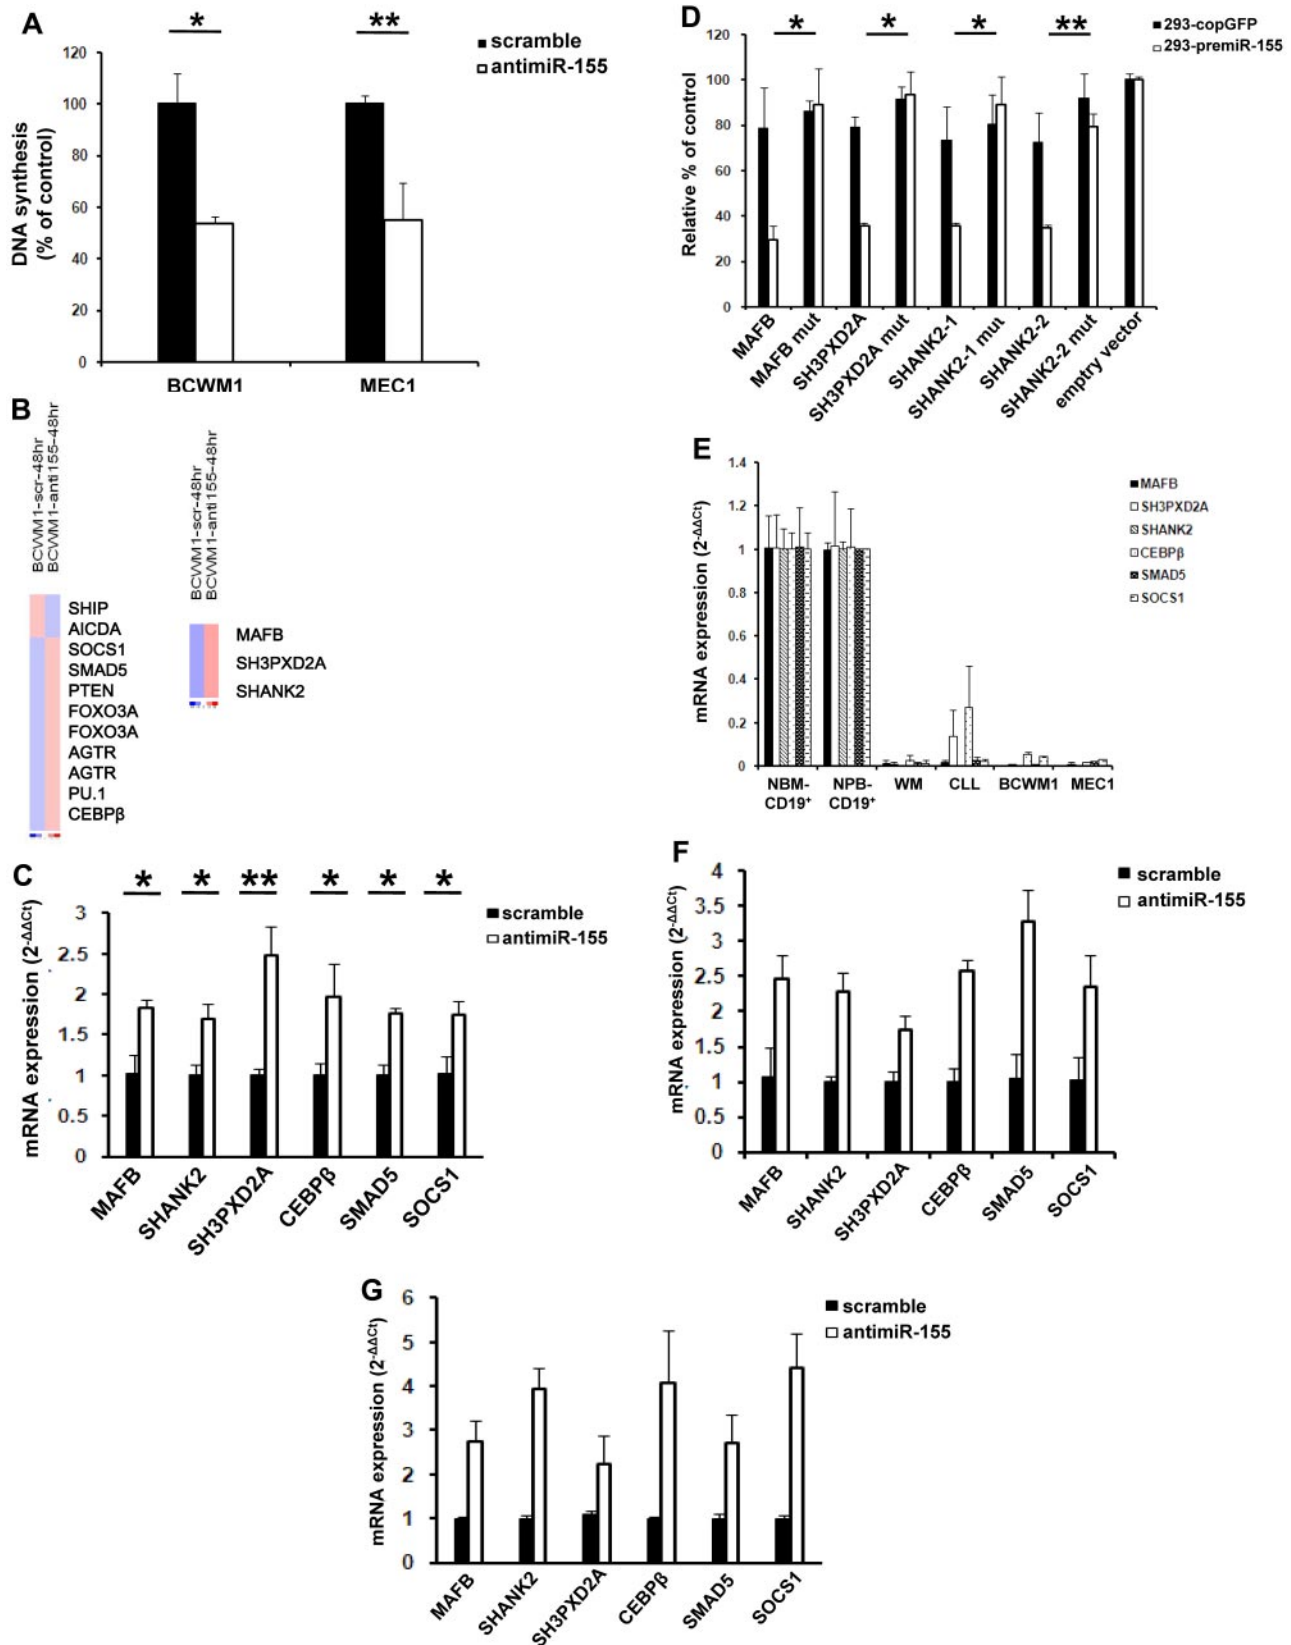 A
* **
scramble
antimiR-155
DNA synthesis
(% of control)
120
100
80
60
40
20
0
BCWM1 MEC1
B
BCWM1-scr-48hr
BCWM1-anti155-48hr
SHIP
AICDA
SOCS1
SMAD5
PTEN
FOXO3A
FOXO3A
AGTR
AGTR
PU.1
CEBPβ
BCWM1-scr-48hr
BCWM1-anti155-48hr
MAFB
SH3PXD2A
SHANK2
C
* * ** * * *
scramble
antimiR-155
mRNA expression (2-ΔΔCt)
3
2.5
2
1.5
1
0.5
0
MAFB
SHANK2
SH3PXD2A
CEBPβ
SMAD5
SOCS1
D
* * * **
293-copGFP
293-premiR-155
Relative % of control
120
100
80
60
40
20
0
MAFB
MAFB mut
SH3PXD2A
SH3PXD2A mut
SHANK2-1
SHANK2-1 mut
SHANK2-2
SHANK2-2 mut
emptry vector
E
mRNA expression (2-ΔΔCt)
1.4
1.2
1
0.8
0.6
0.4
0.2
0
MAFB
SH3PXD2A
SHANK2
CEBPβ
SMAD5
SOCS1
NBM- NPB- WM CLL BCWM1 MEC1
CD19+ CD19+
F
scramble
antimiR-155
mRNA expression (2-ΔΔCt)
4
3.5
3
2.5
2
1.5
1
0.5
0
MAFB
SHANK2
SH3PXD2A
CEBPβ
SMAD5
SOCS1
G
scramble
antimiR-155
mRNA expression (2-ΔΔCt)
6
5
4
3
2
1
0
MAFB
SHANK2
SH3PXD2A
CEBPβ
SMAD5
SOCS1